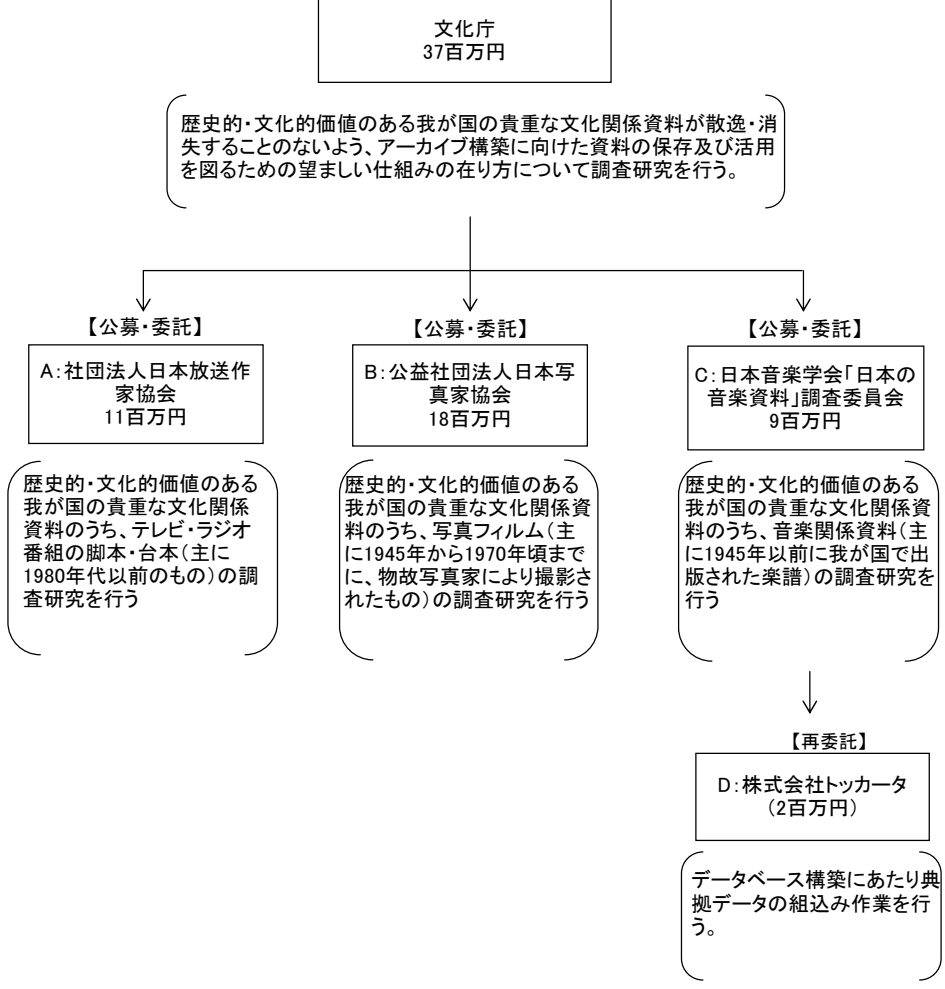 文化庁
37百万円
歴史的・文化的価値のある我が国の貴重な文化関係資料が散逸・消
失することのないよう、アーカイブ構築に向けた資料の保存及び活用
を図るための望ましい仕組みの在り方について調査研究を行う。
【公募・委託】
A:社団法人日本放送作
家協会
11百万円
歴史的・文化的価値のある
我が国の貴重な文化関係
資料のうち、テレビ・ラジオ
番組の脚本・台本(主に
1980年代以前のもの)の調
査研究を行う
【公募・委託】
B:公益社団法人日本写
真家協会
18百万円
歴史的・文化的価値のある
我が国の貴重な文化関係資
料のうち、写真フィルム(主
に1945年から1970年頃まで
に、物故写真家により撮影さ
れたもの)の調査研究を行う
【公募・委託】
C:日本音楽学会「日本の
音楽資料」調査委員会
9百万円
歴史的・文化的価値のある
我が国の貴重な文化関係資
料のうち、音楽関係資料(主
に1945年以前に我が国で出
版された楽譜)の調査研究を
行う
【再委託】
D:株式会社トッカータ
(2百万円)
データベース構築にあたり典
拠データの組込み作業を行
う。